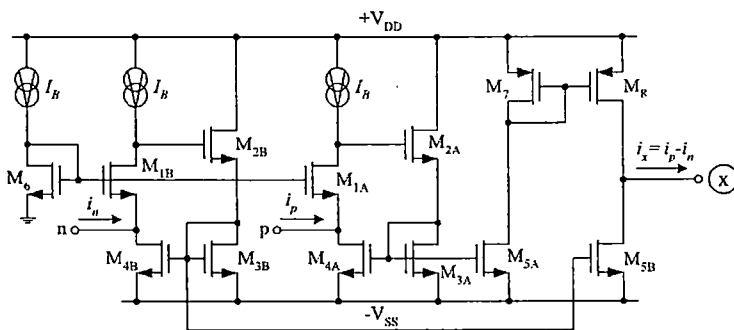 +V_DD
I_B
I_B
I_B
M_7
M_8
M_2B
M_2A
M_6
M_1B
M_1A
i_x = i_p-i_n
i_n
i_p
n
p
X
M_4B
M_3B
M_4A
M_3A
M_5A
M_5B
-V_SS